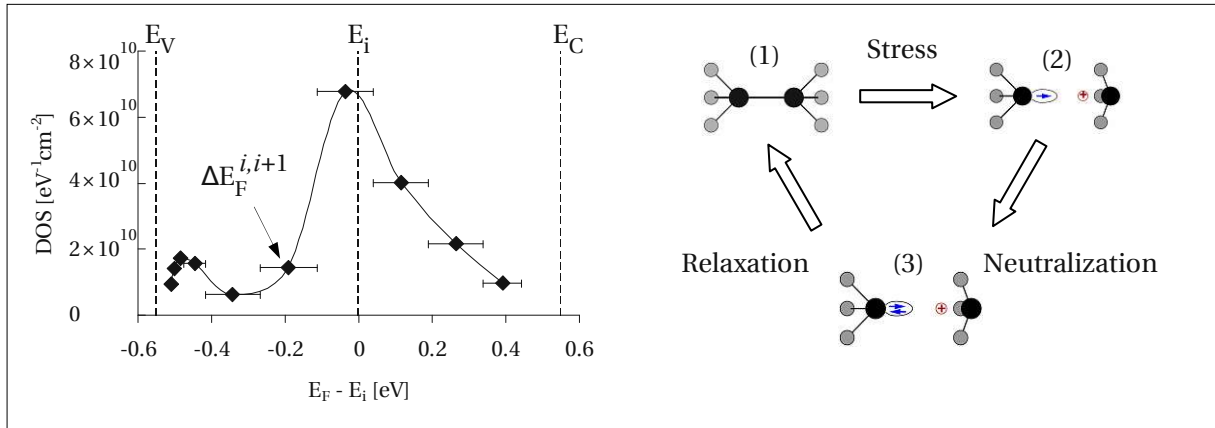 E_V E_i E_C
8×10^10
6×10^10
4×10^10
2×10^10
0
DOS [eV^-1cm^-2]
ΔE_F^i,i+1
-0.6 -0.4 -0.2 0 0.2 0.4 0.6
E_F - E_i [eV]
(1) Stress (2)
+
Relaxation (3) Neutralization
+